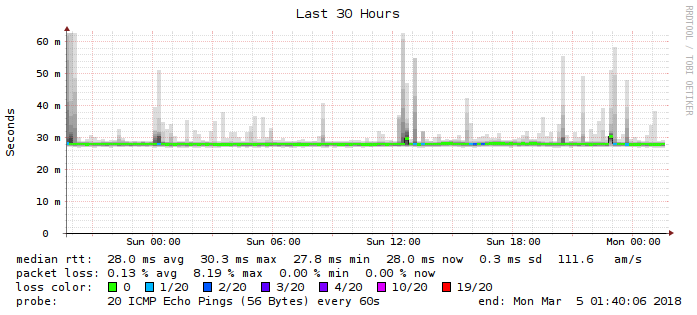 Last 30 Hours
RRDTOOL / TOBI OETIKER
Seconds
60 m
50 m
40 m
30 m
20 m
10 m
0
Sun 00:00 Sun 06:00 Sun 12:00 Sun 18:00 Mon 00:00
median rtt: 28.0 ms avg 30.3 ms max 27.8 ms min 28.0 ms now 0.3 ms sd 111.6 am/s
packet loss: 0.13 % avg 8.19 % max 0.00 % min 0.00 % now
loss color: 0 1/20 2/20 3/20 4/20 10/20 19/20
probe: 20 ICMP Echo Pings (56 Bytes) every 60s end: Mon Mar 5 01:40:06 2018